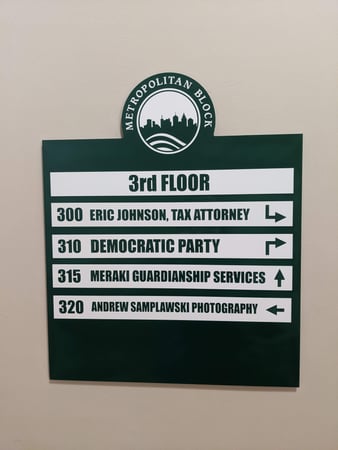 METROPOLITAN BLOCK
3rd FLOOR
300 ERIC JOHNSON, TAX ATTORNEY
310 DEMOCRATIC PARTY
315 MERAKI GUARDIANSHIP SERVICES
320 ANDREW SAMPLAWSKI PHOTOGRAPHY